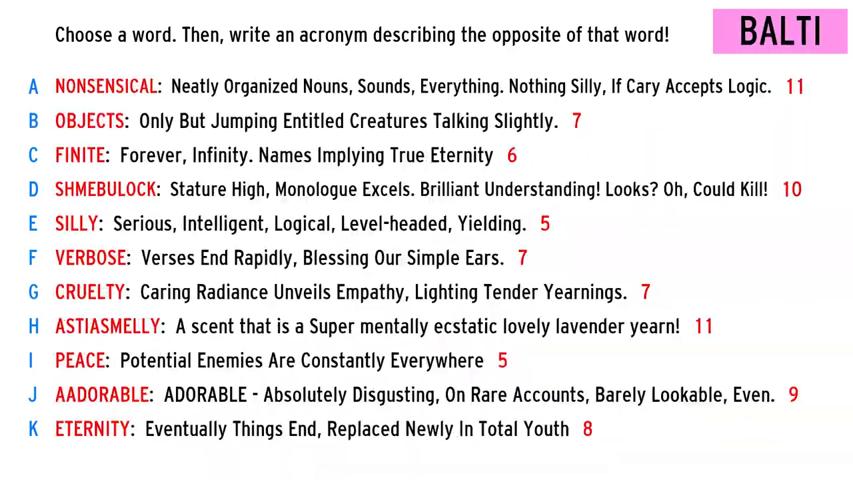 Choose a word. Then, write an acronym describing the opposite of that word!
BALTI
A NONSENSICAL: Neatly Organized Nouns, Sounds, Everything. Nothing Silly, If Cary Accepts Logic. 11
B OBJECTS: Only But Jumping Entitled Creatures Talking Slightly. 7
C FINITE: Forever, Infinity. Names Implying True Eternity 6
D SHMEBULOCK: Stature High, Monologue Excels. Brilliant Understanding! Looks? Oh, Could Kill! 10
E SILLY: Serious, Intelligent, Logical, Level-headed, Yielding. 5
F VERBOSE: Verses End Rapidly, Blessing Our Simple Ears. 7
G CRUELTY: Caring Radiance Unveils Empathy, Lighting Tender Yearnings. 7
H ASTIASMELLY: A scent that is a Super mentally ecstatic lovely lavender yearn! 11
I PEACE: Potential Enemies Are Constantly Everywhere 5
J AADORABLE: ADORABLE - Absolutely Disgusting, On Rare Accounts, Barely Lookable, Even. 9
K ETERNITY: Eventually Things End, Replaced Newly In Total Youth 8